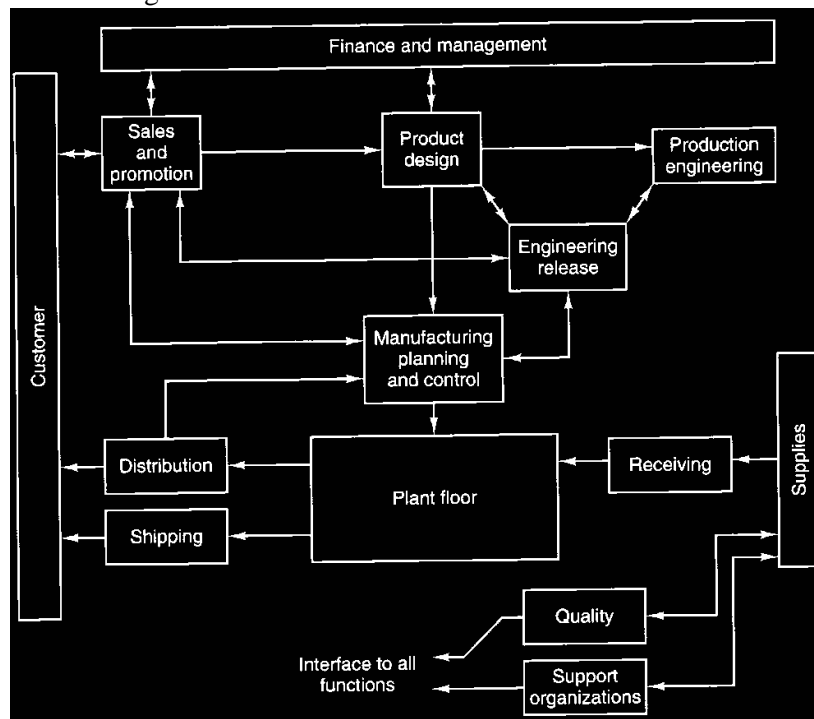 Finance and management
Sales
and
promotion
Product
design
Production
engineering
Engineering
release
Customer
Manufacturing
planning
and control
Supplies
Distribution
Plant floor
Receiving
Shipping
Quality
Interface to all
functions
Support
organizations